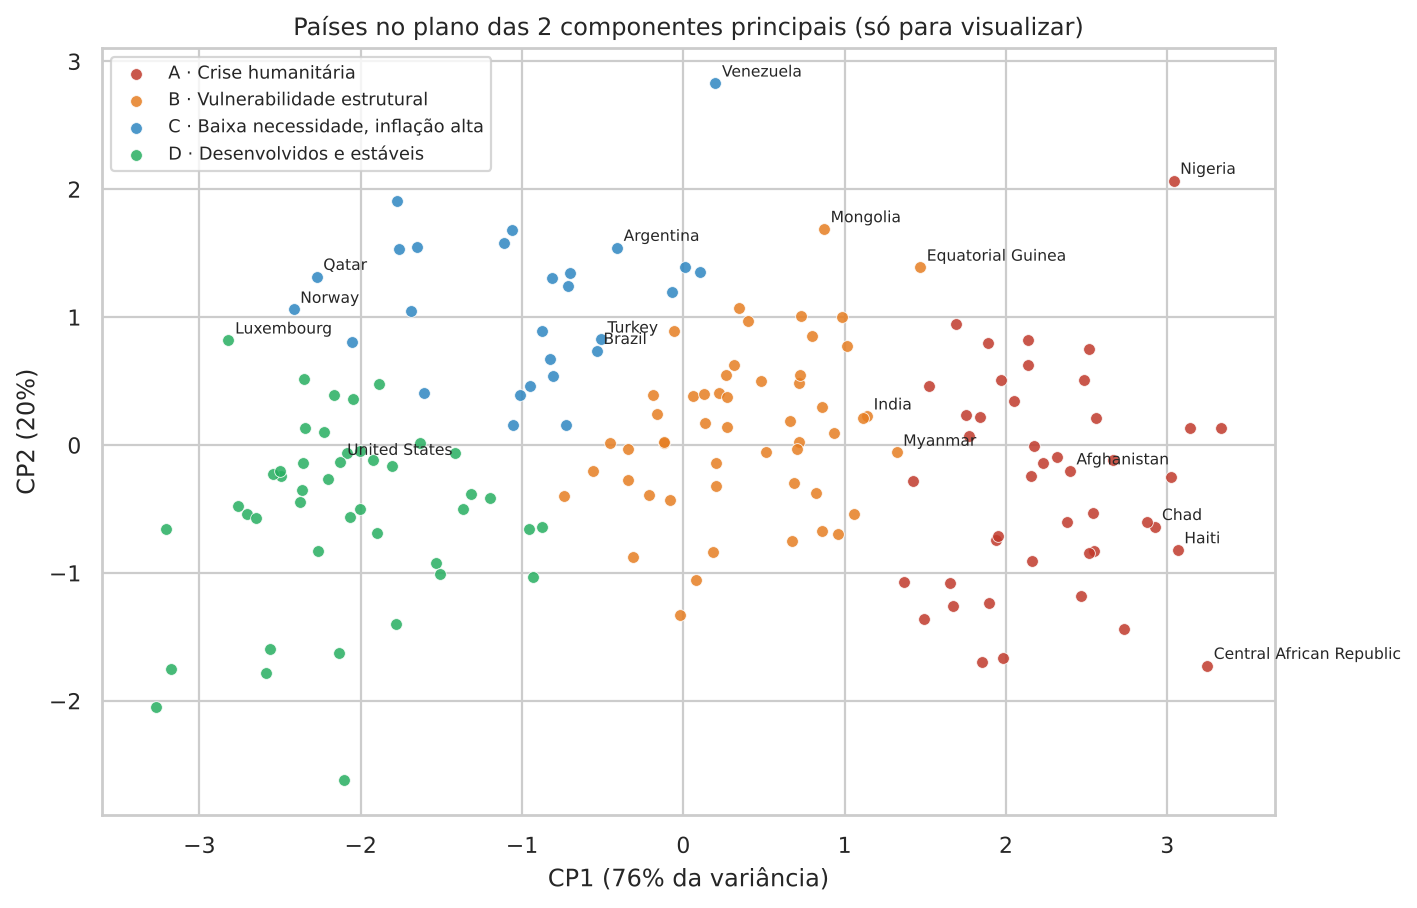 Países no plano das 2 componentes principais (só para visualizar)
A · Crise humanitária
B · Vulnerabilidade estrutural
C · Baixa necessidade, inflação alta
D · Desenvolvidos e estáveis
Venezuela
Nigeria
Mongolia
Argentina
Equatorial Guinea
Qatar
Norway
Luxembourg
Turkey
Brazil
India
Myanmar
United States
Afghanistan
Chad
Haiti
Central African Republic
3
2
1
0
−1
−2
CP2 (20%)
−3
−2
−1
0
1
2
3
CP1 (76% da variância)